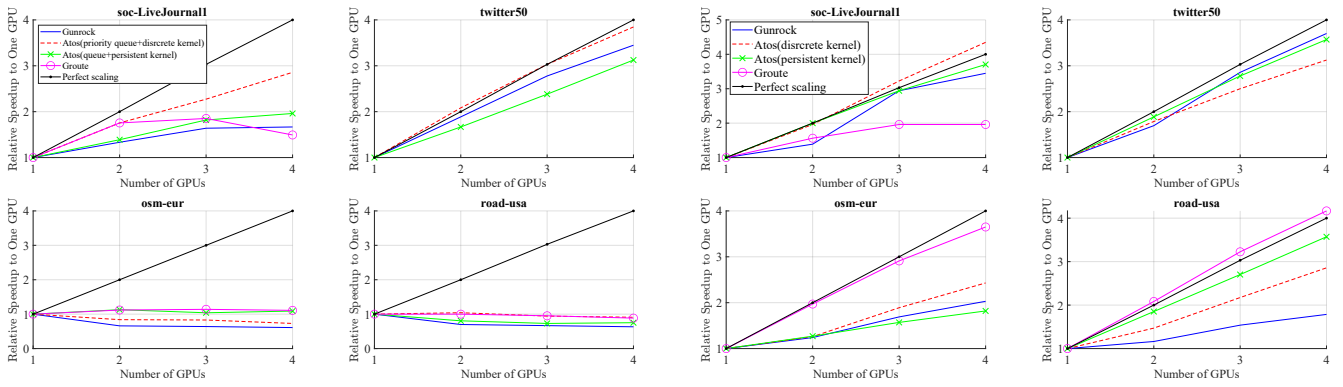 soc-LiveJournal1
Relative Speedup to One GPU
4
3
2
1
Gunrock
Atos(priority queue+disrcrete kernel)
Atos(queue+persistent kernel)
Groute
Perfect scaling
1 2 3 4
Number of GPUs
twitter50
Relative Speedup to One GPU
4
3
2
1
1 2 3 4
Number of GPUs
soc-LiveJournal1
Relative Speedup to One GPU
5
4
3
2
1
Gunrock
Atos(disrcrete kernel)
Atos(persistent kernel)
Groute
Perfect scaling
1 2 3 4
Number of GPUs
twitter50
Relative Speedup to One GPU
4
3
2
1
1 2 3 4
Number of GPUs
osm-eur
Relative Speedup to One GPU
4
3
2
1
0
1 2 3 4
Number of GPUs
road-usa
Relative Speedup to One GPU
4
3
2
1
0
1 2 3 4
Number of GPUs
osm-eur
Relative Speedup to One GPU
4
3
2
1
1 2 3 4
Number of GPUs
road-usa
Relative Speedup to One GPU
4
3
2
1
1 2 3 4
Number of GPUs